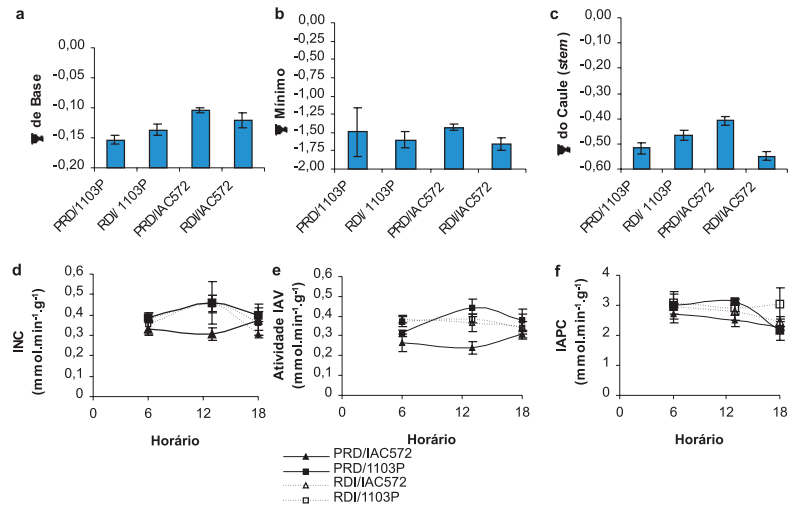 a
b
c
0,00
-0,05
-0,10
-0,15
-0,20
de Base
PRD/1103P
RDI/ 1103P
PRD/IAC572
RDI/IAC572
0,00
-0,25
-0,50
-0,75
-1,00
-1,25
-1,50
-1,75
-2,00
Mínimo
PRD/1103P
RDI/ 1103P
PRD/IAC572
RDI/IAC572
0,00
-0,10
-0,20
-0,30
-0,40
-0,50
-0,60
do Caule (stem)
PRD/1103P
RDI/ 1103P
PRD/IAC572
RDI/IAC572
d
e
f
0,6
0,5
0,4
0,3
0,2
0,1
0
INC
(mmol.min⁻¹.g⁻¹)
0
6
12
18
Horário
0,6
0,5
0,4
0,3
0,2
0,1
0
Atividade IAV
(mmol.min⁻¹.g⁻¹)
0
6
12
18
Horário
4
3
2
1
0
IAPC
(mmol.min⁻¹.g⁻¹)
0
6
12
18
Horário
PRD/IAC572
PRD/1103P
RDI/IAC572
RDI/1103P